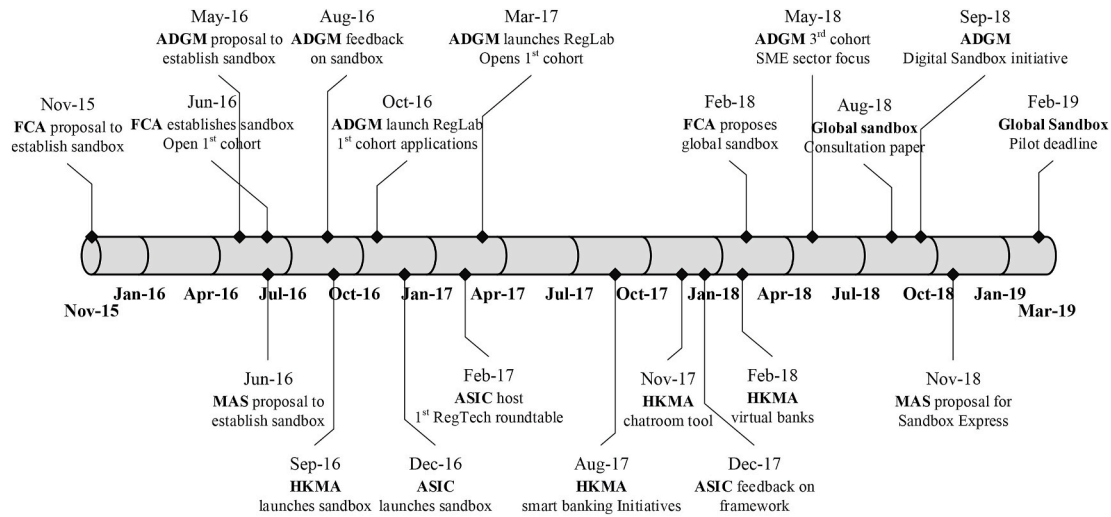 May-16
ADGM proposal to
establish sandbox
Aug-16
ADGM feedback
on sandbox
Mar-17
ADGM launches RegLab
Opens 1st cohort
May-18
ADGM 3rd cohort
SME sector focus
Sep-18
ADGM
Digital Sandbox initiative
Nov-15
FCA proposal to
establish sandbox
Jun-16
FCA establishes sandbox
Open 1st cohort
Oct-16
ADGM launch RegLab
1st cohort applications
Feb-18
FCA proposes
global sandbox
Aug-18
Global sandbox
Consultation paper
Feb-19
Global Sandbox
Pilot deadline
Nov-15
Jan-16
Apr-16
Jul-16
Oct-16
Jan-17
Apr-17
Jul-17
Oct-17
Jan-18
Apr-18
Jul-18
Oct-18
Jan-19
Mar-19
Jun-16
MAS proposal to
establish sandbox
Feb-17
ASIC host
1st RegTech roundtable
Nov-17
HKMA
chatroom tool
Feb-18
HKMA
virtual banks
Nov-18
MAS proposal for
Sandbox Express
Sep-16
HKMA
launches sandbox
Dec-16
ASIC
launches sandbox
Aug-17
HKMA
smart banking Initiatives
Dec-17
ASIC feedback on
framework